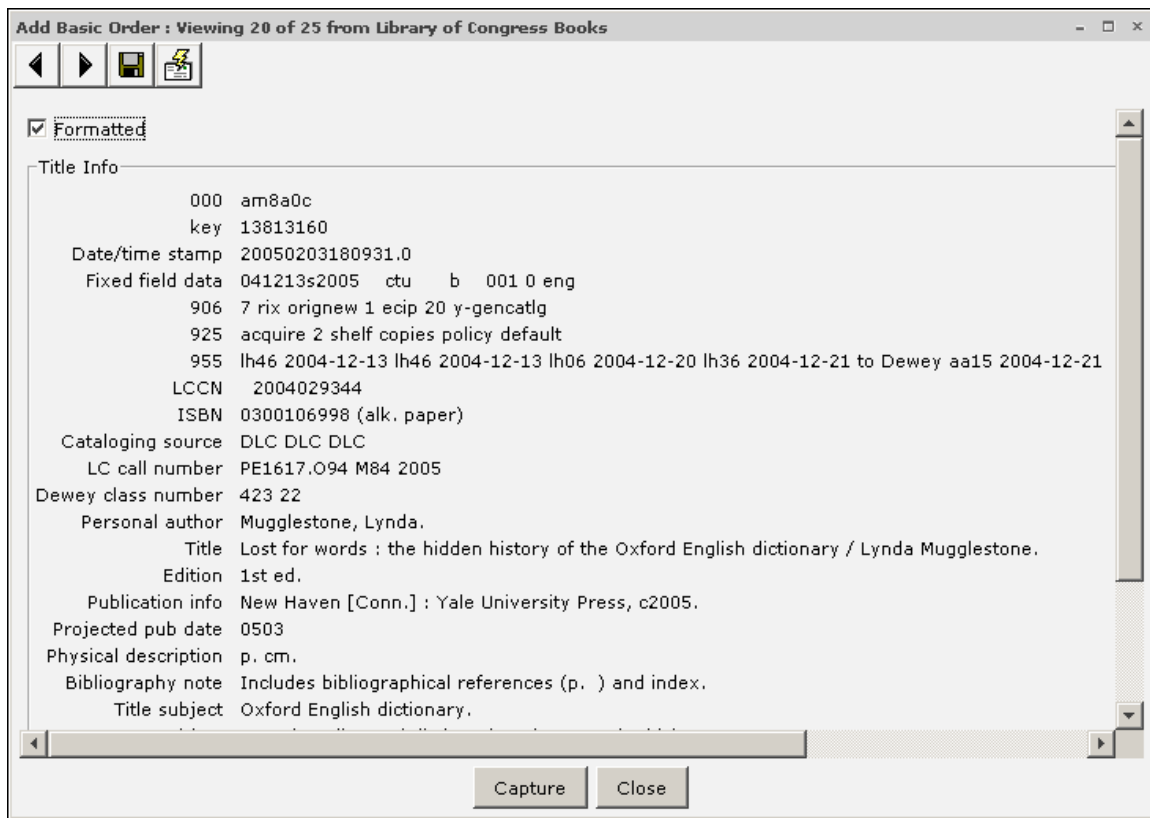 Add Basic Order : Viewing 20 of 25 from Library of Congress Books
Formatted
Title Info
000 am8a0c
key 13813160
Date/time stamp 20050203180931.0
Fixed field data 041213s2005 ctu b 001 0 eng
906 7 rix orignew 1 ecip 20 y-gencatlg
925 acquire 2 shelf copies policy default
955 lh46 2004-12-13 lh46 2004-12-13 lh06 2004-12-20 lh36 2004-12-21 to Dewey aa15 2004-12-21
LCCN 2004029344
ISBN 0300106998 (alk. paper)
Cataloging source DLC DLC DLC
LC call number PE1617.O94 M84 2005
Dewey class number 423 22
Personal author Mugglestone, Lynda.
Title Lost for words : the hidden history of the Oxford English dictionary / Lynda Mugglestone.
Edition 1st ed.
Publication info New Haven [Conn.] : Yale University Press, c2005.
Projected pub date 0503
Physical description p. cm.
Bibliography note Includes bibliographical references (p. ) and index.
Title subject Oxford English dictionary.
Capture Close